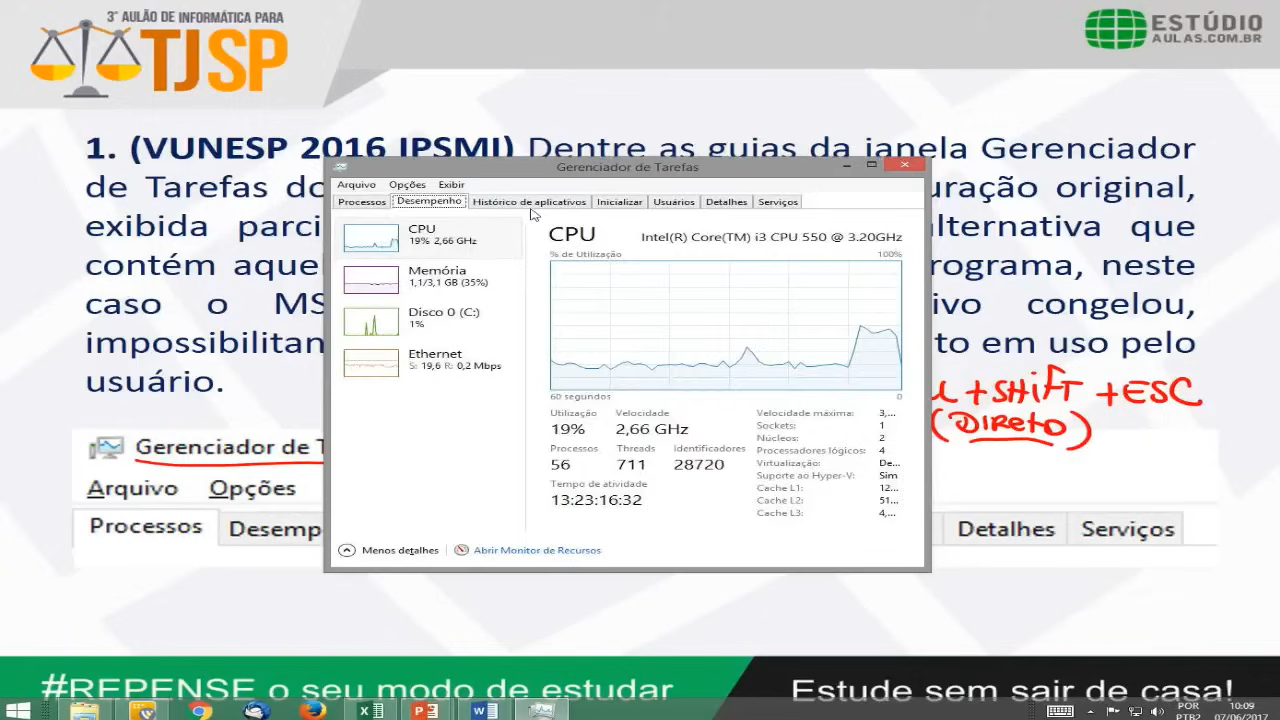 3° AULÃO DE INFORMÁTICA PARA
TJSP
ESTÚDIO
AULAS.COM.BR
1. (VUNESP 2016 IPSMI) Dentre as guias da janela Gerenciador
de Tarefas do
uração original,
exibida parci
lternativa que
contém aque
rograma, neste
caso o MS
ivo congelou,
impossibilitan
to em uso pelo
usuário.
+SHIFT +ESC
(DIRETO)
Gerenciador de T
Arquivo Opções
Processos Desemp
Detalhes Serviços
Gerenciador de Tarefas
Arquivo Opções Exibir
Processos Desempenho Histórico de aplicativos Inicializar Usuários Detalhes Serviços
CPU
19% 2,66 GHz
Memória
1,1/3,1 GB (35%)
Disco 0 (C:)
1%
Ethernet
S: 19,6 R: 0,2 Mbps
CPU Intel(R) Core(TM) i3 CPU 550 @ 3.20GHz
% de Utilização 100%
60 segundos 0
Utilização Velocidade
19% 2,66 GHz
Processos Threads Identificadores
56 711 28720
Tempo de atividade
13:23:16:32
Velocidade máxima: 3,...
Sockets: 1
Núcleos: 2
Processadores lógicos: 4
Virtualização: De...
Suporte ao Hyper-V: Sim
Cache L1: 12...
Cache L2: 51...
Cache L3: 4,...
Menos detalhes Abrir Monitor de Recursos
#REPENSE o seu modo de estudar
Estude sem sair de casa!
POR
PTB2
10:09
07/06/2017